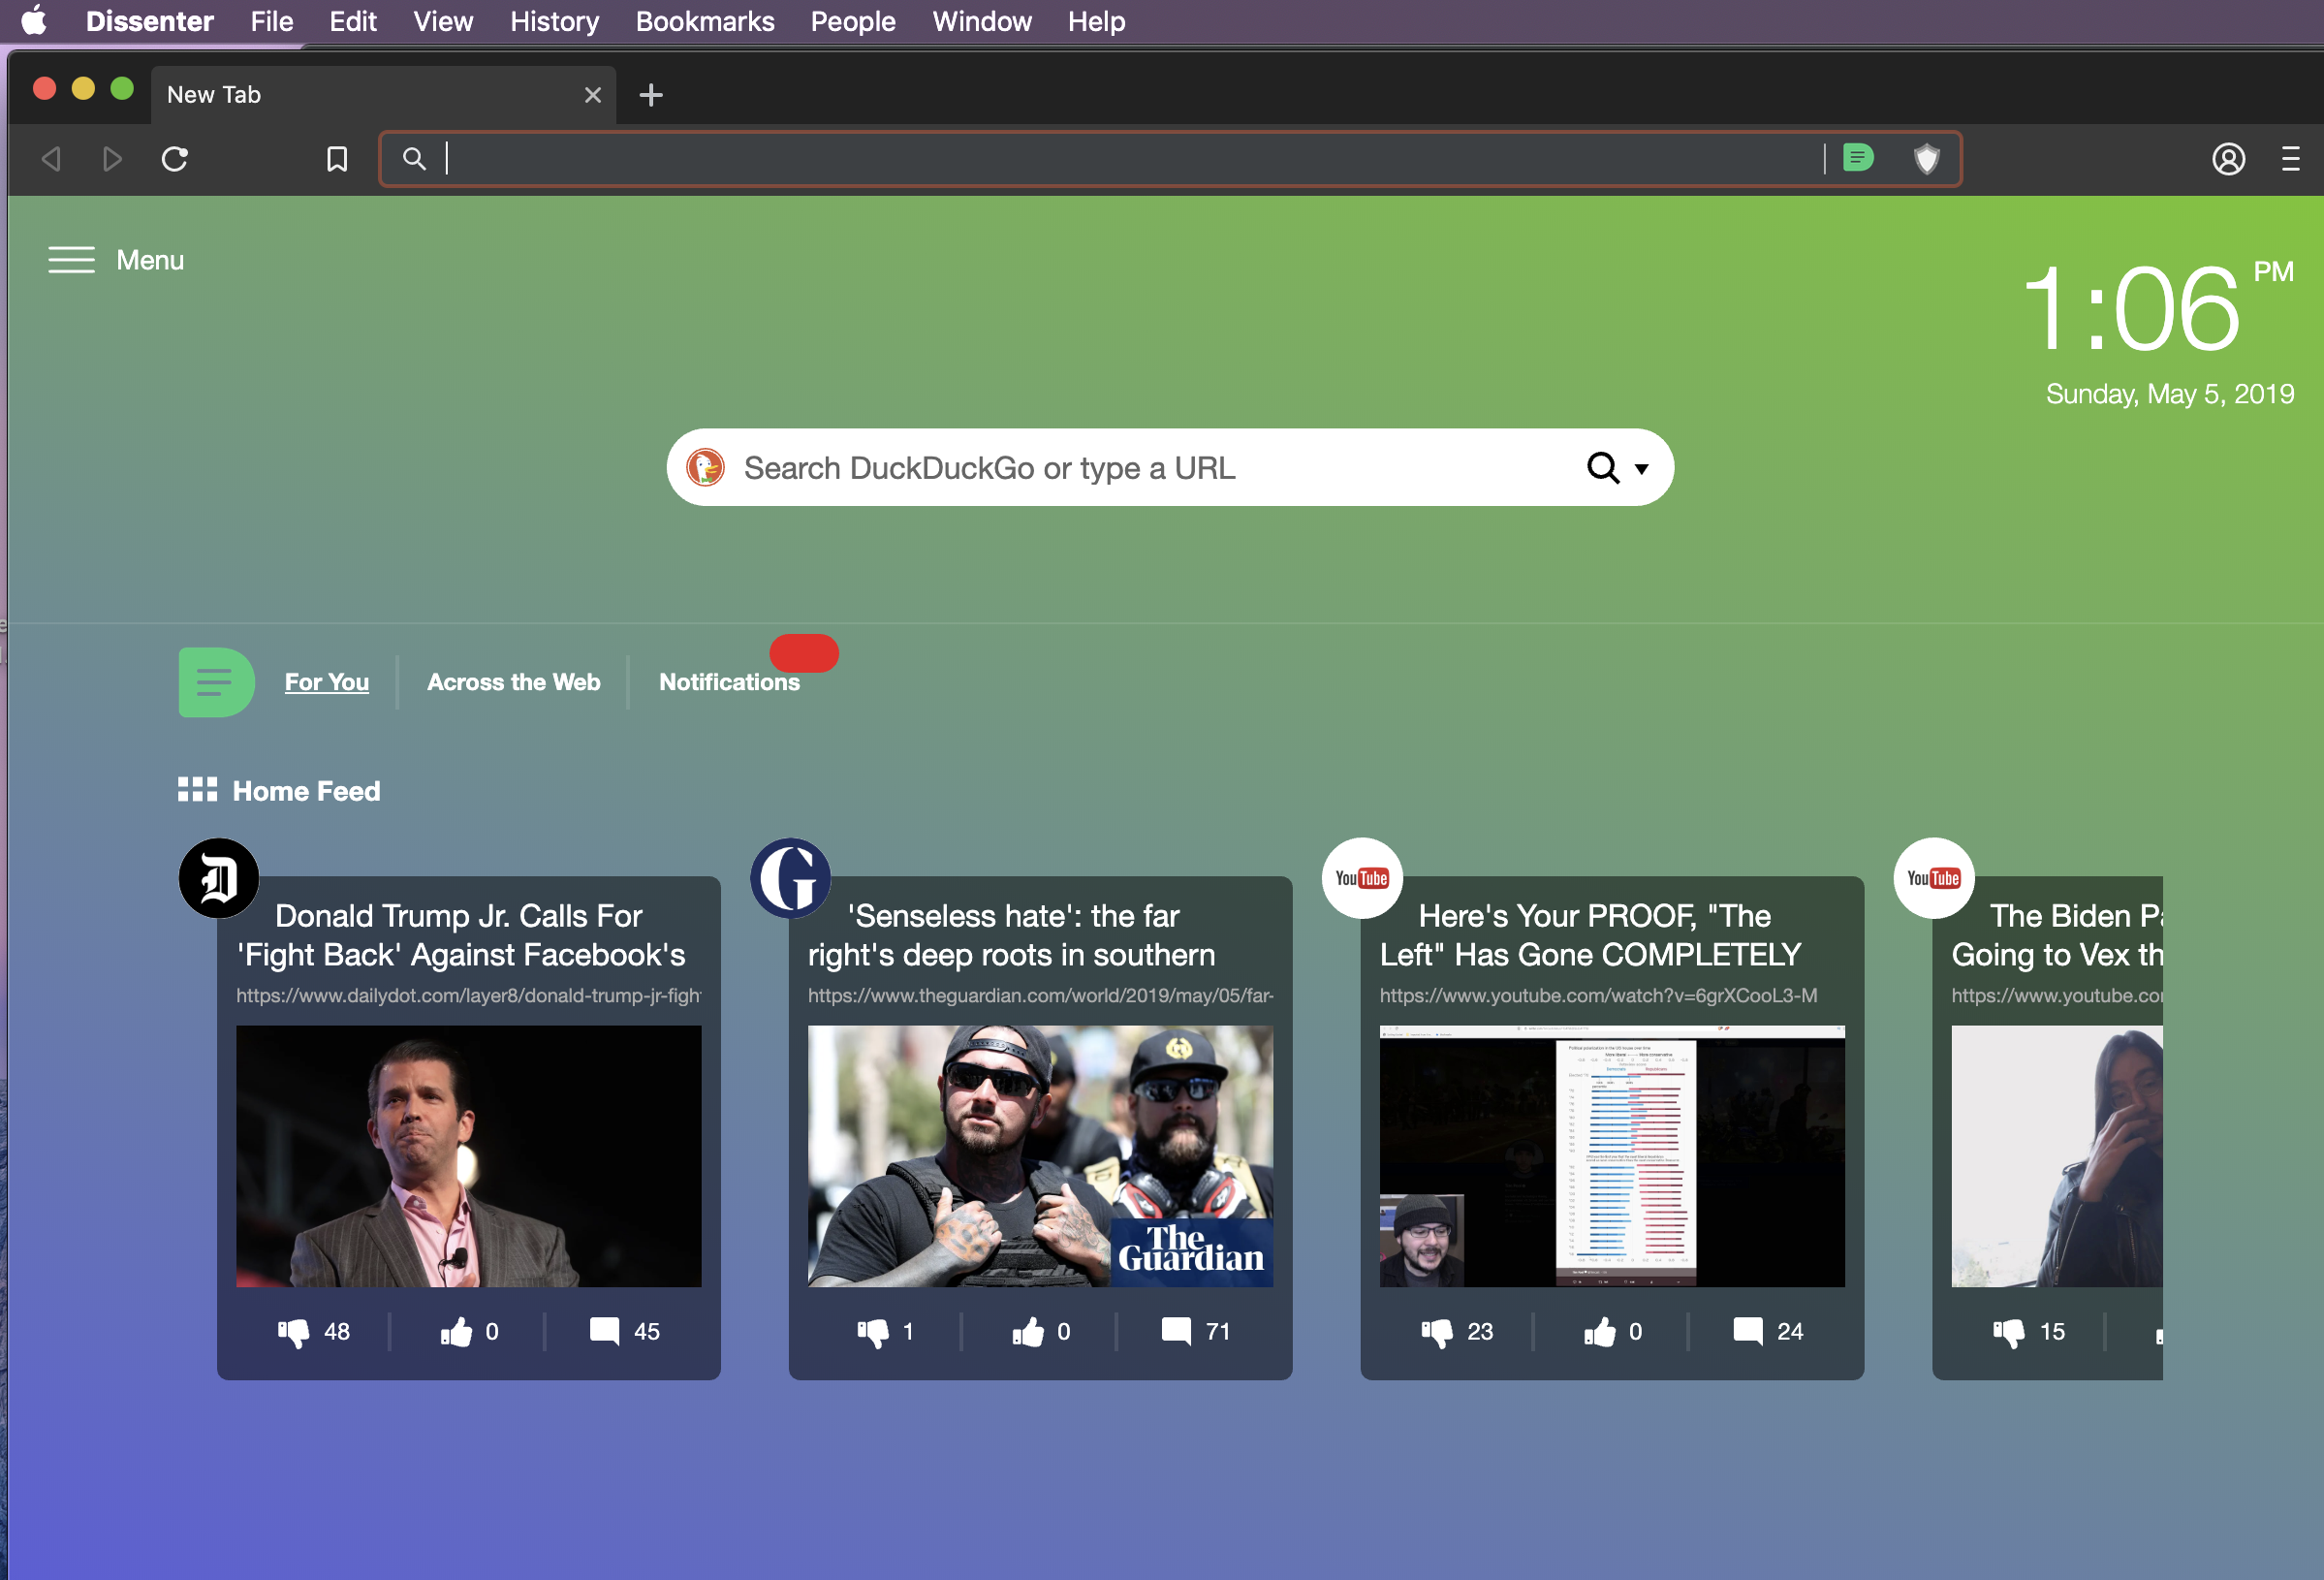 Dissenter File Edit View History Bookmarks People Window Help
New Tab
Menu
1:06 PM
Sunday, May 5, 2019
Search DuckDuckGo or type a URL
For You Across the Web Notifications
Home Feed
D
Donald Trump Jr. Calls For
'Fight Back' Against Facebook's
https://www.dailydot.com/layer8/donald-trump-jr-figh
48 0 45
G
'Senseless hate': the far
right's deep roots in southern
https://www.theguardian.com/world/2019/may/05/far-
The
Guardian
1 0 71
YouTube
Here's Your PROOF, "The
Left" Has Gone COMPLETELY
https://www.youtube.com/watch?v=6grXCooL3-M
23 0 24
YouTube
The Biden Pa
Going to Vex th
https://www.youtube.co
15